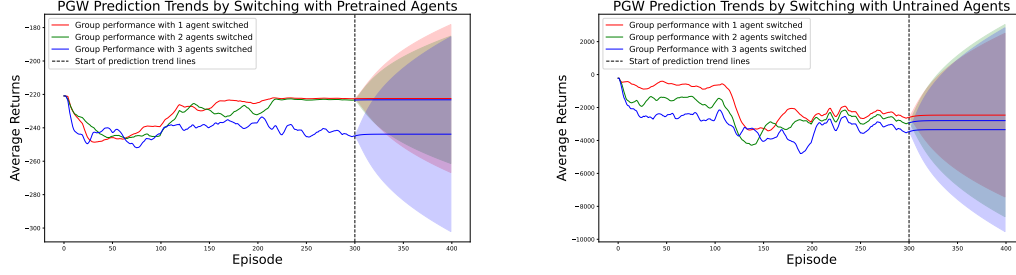 PGW Prediction Trends by Switching with Pretrained Agents
Group performance with 1 agent switched
Group Performance with 2 agents switched
Group Performance with 3 agents switched
Start of prediction trend lines
−180
−200
−220
−240
−260
−280
−300
Average Returns
0
50
100
150
200
250
300
350
400
Episode
PGW Prediction Trends by Switching with Untrained Agents
Group performance with 1 agent switched
Group performance with 2 agents switched
Group performance with 3 agents switched
Start of prediction trend lines
2000
0
−2000
−4000
−6000
−8000
−10000
Average Returns
0
50
100
150
200
250
300
350
400
Episode